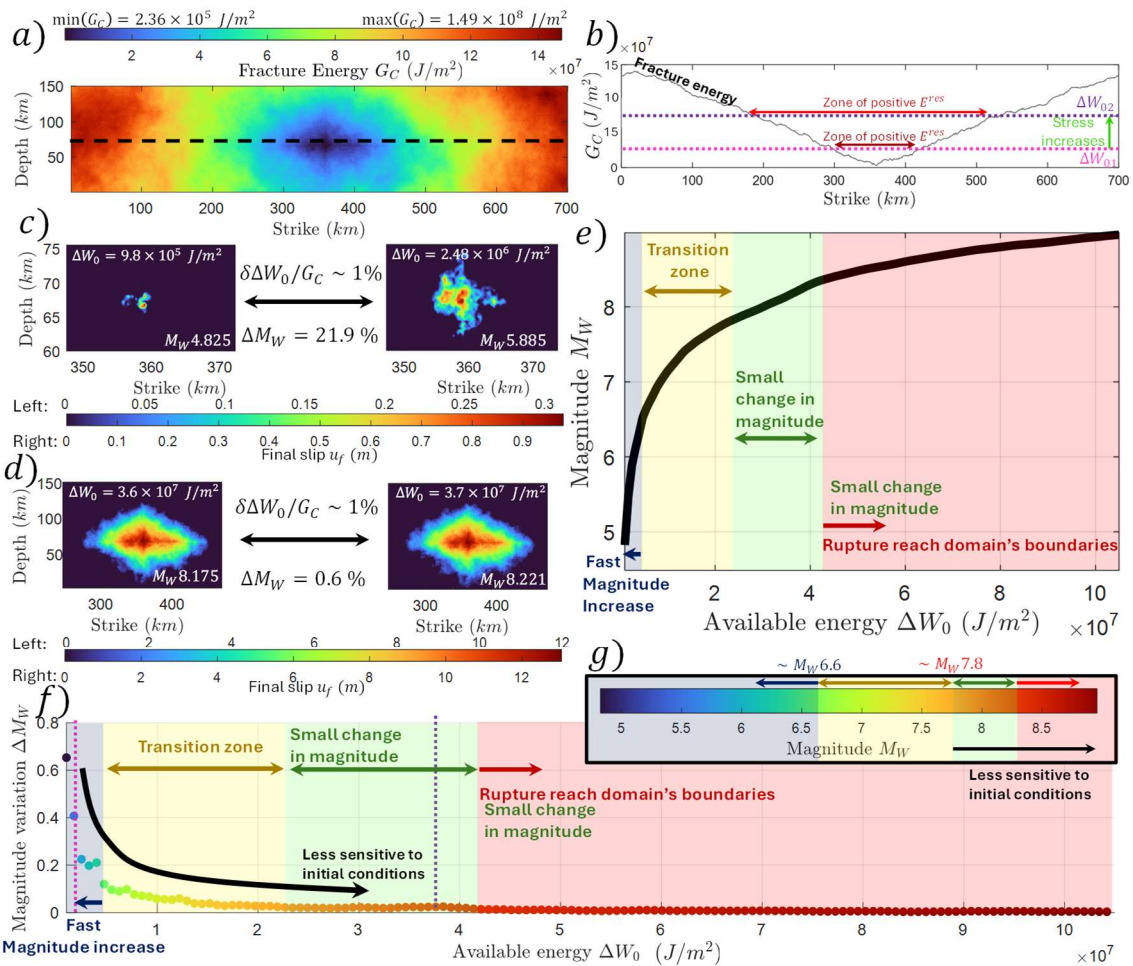 a)
min(G_C) = 2.36 × 10^5 J/m^2
max(G_C) = 1.49 × 10^8 J/m^2
2 4 6 8 10 12 14
Fracture Energy G_C (J/m^2)
×10^7
Depth (km)
150
100
50
0 100 200 300 400 500 600 700
Strike (km)
b)
×10^7
G_C (J/m^2)
15
10
15
0
Fracture energy
Zone of positive E^res
Zone of positive E^res
ΔW_02
Stress
increases
ΔW_01
0 100 200 300 400 500 600 700
Strike (km)
c)
Depth (km)
75
70
65
60
ΔW_0 = 9.8 × 10^5 J/m^2
M_W4.825
350 360 370
Strike (km)
δΔW_0/G_C ~ 1%
ΔM_W = 21.9 %
ΔW_0 = 2.48 × 10^6 J/m^2
M_W5.885
350 360 370
Strike (km)
Left: 0 0.05 0.1 0.15 0.2 0.25 0.3
Right: 0 0.1 0.2 0.3 0.4 0.5 0.6 0.7 0.8 0.9
Final slip u_f (m)
d)
Depth (km)
150
100
50
ΔW_0 = 3.6 × 10^7 J/m^2
M_W8.175
300 400
Strike (km)
δΔW_0/G_C ~ 1%
ΔM_W = 0.6 %
ΔW_0 = 3.7 × 10^7 J/m^2
M_W8.221
300 400
Strike (km)
Left: 0 2 4 6 8 10 12
Right: 0 2 4 6 8 10 12
Final slip u_f (m)
e)
Magnitude M_W
8
7
6
5
Transition
zone
Small
change in
magnitude
Small change
in magnitude
Rupture reach domain's boundaries
Fast
Magnitude
Increase
2 4 6 8 10
Available energy ΔW_0 (J/m^2)
×10^7
f)
Magnitude variation ΔM_W
0.8
0.6
0.4
0.2
0
Transition zone
Small change
in magnitude
Rupture reach domain's boundaries
Small change
in magnitude
Less sensitive to
initial conditions
Fast
Magnitude increase
1 2 3 4 5 6 7 8 9 10
Available energy ΔW_0 (J/m^2)
×10^7
g)
~ M_W6.6
~ M_W7.8
5 5.5 6 6.5 7 7.5 8 8.5
Magnitude M_W
Less sensitive to
initial conditions